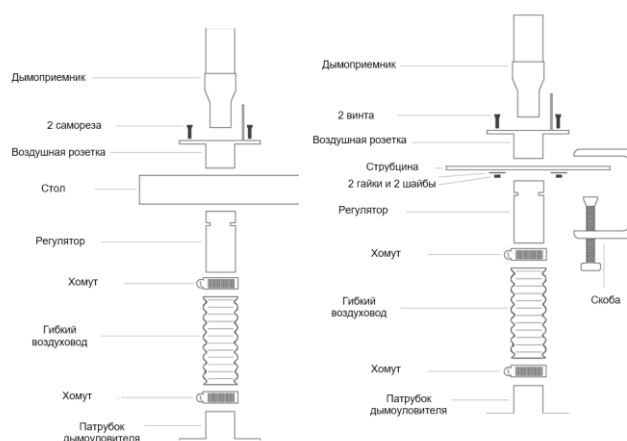 Дымоприемник
2 самореза
Воздушная розетка
Стол
Регулятор
Хомут
Гибкий
воздуховод
Хомут
Патрубок
дымоуловителя
Дымоприемник
2 винта
Воздушная розетка
Струбцина
2 гайки и 2 шайбы
Регулятор
Хомут
Гибкий
воздуховод
Скоба
Хомут
Патрубок
дымоуловителя